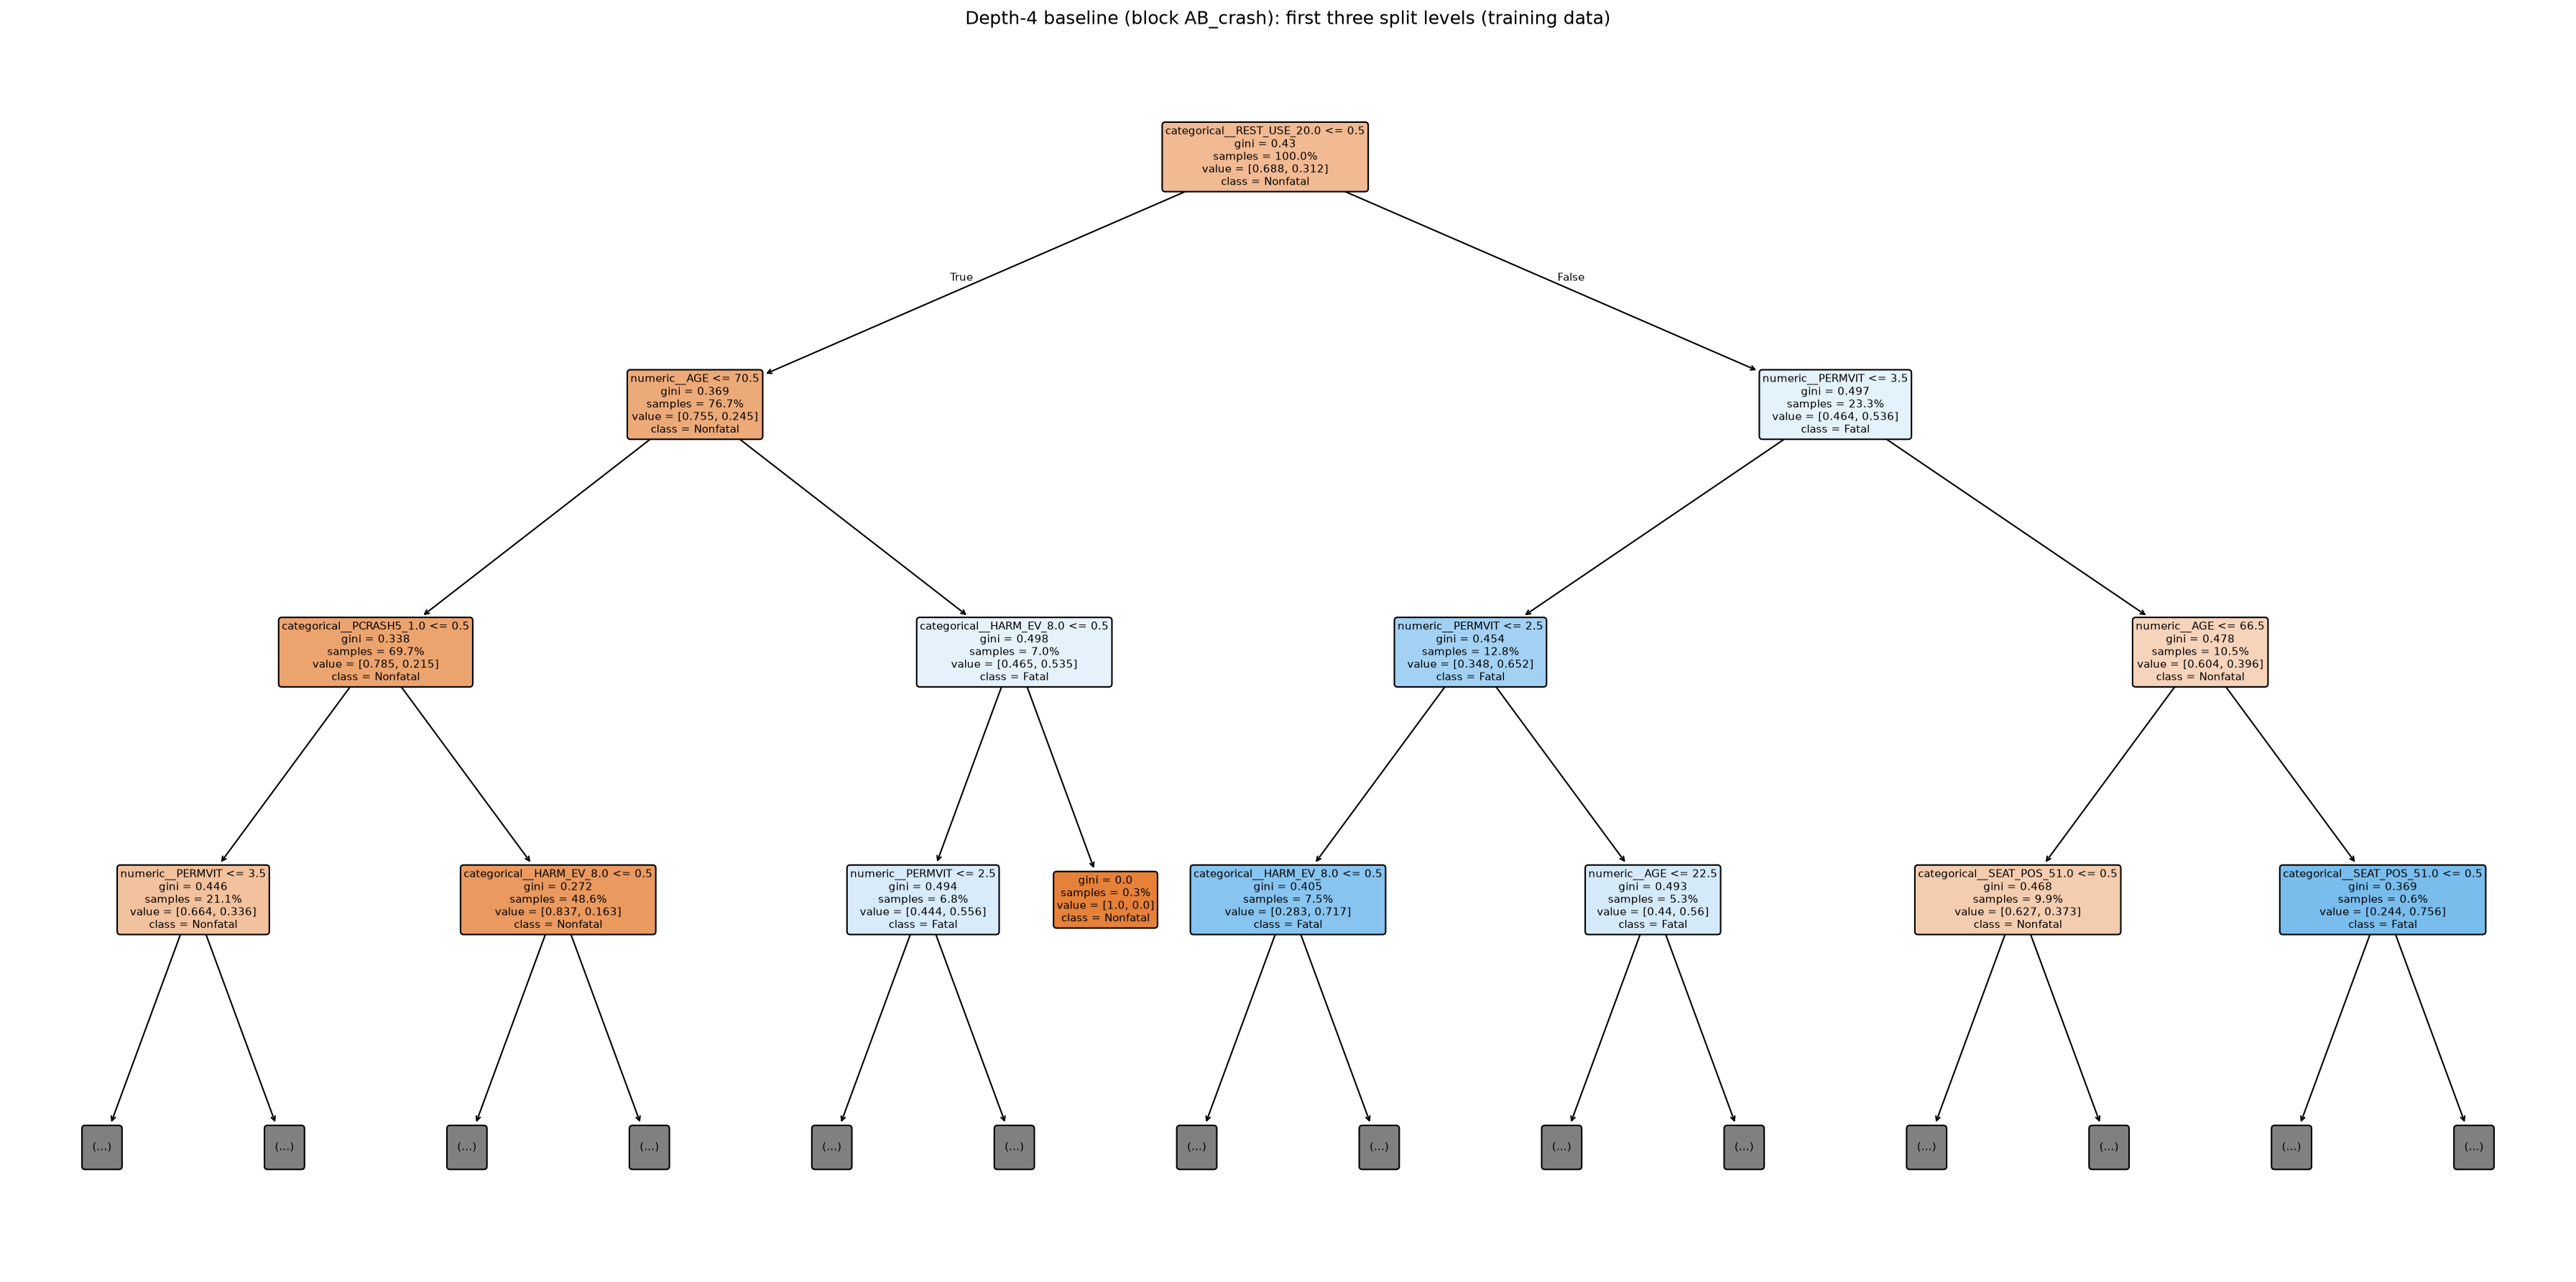 Depth-4 baseline (block AB_crash): first three split levels (training data)
categorical__REST_USE_20.0 <= 0.5
gini = 0.43
samples = 100.0%
value = [0.688, 0.312]
class = Nonfatal
True
False
numeric__AGE <= 70.5
gini = 0.369
samples = 76.7%
value = [0.755, 0.245]
class = Nonfatal
numeric__PERMVIT <= 3.5
gini = 0.497
samples = 23.3%
value = [0.464, 0.536]
class = Fatal
categorical__PCRASH5_1.0 <= 0.5
gini = 0.338
samples = 69.7%
value = [0.785, 0.215]
class = Nonfatal
categorical__HARM_EV_8.0 <= 0.5
gini = 0.498
samples = 7.0%
value = [0.465, 0.535]
class = Fatal
numeric__PERMVIT <= 2.5
gini = 0.454
samples = 12.8%
value = [0.348, 0.652]
class = Fatal
numeric__AGE <= 66.5
gini = 0.478
samples = 10.5%
value = [0.604, 0.396]
class = Nonfatal
numeric__PERMVIT <= 3.5
gini = 0.446
samples = 21.1%
value = [0.664, 0.336]
class = Nonfatal
categorical__HARM_EV_8.0 <= 0.5
gini = 0.272
samples = 48.6%
value = [0.837, 0.163]
class = Nonfatal
numeric__PERMVIT <= 2.5
gini = 0.494
samples = 6.8%
value = [0.444, 0.556]
class = Fatal
gini = 0.0
samples = 0.3%
value = [1.0, 0.0]
class = Nonfatal
categorical__HARM_EV_8.0 <= 0.5
gini = 0.405
samples = 7.5%
value = [0.283, 0.717]
class = Fatal
numeric__AGE <= 22.5
gini = 0.493
samples = 5.3%
value = [0.44, 0.56]
class = Fatal
categorical__SEAT_POS_51.0 <= 0.5
gini = 0.468
samples = 9.9%
value = [0.627, 0.373]
class = Nonfatal
categorical__SEAT_POS_51.0 <= 0.5
gini = 0.369
samples = 0.6%
value = [0.244, 0.756]
class = Fatal
(...)
(...)
(...)
(...)
(...)
(...)
(...)
(...)
(...)
(...)
(...)
(...)
(...)
(...)